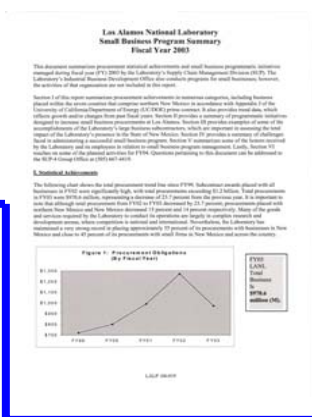 Los Alamos National Laboratory
Small Business Program Summary
Fiscal Year 2003
This document summarizes procurement statistical achievements and small business programmatic initiatives
managed during fiscal year (FY) 2003 by the Laboratory's Supply Chain Management Division (SUP). The
Laboratory's Industrial Business Development Office also conducts programs for small businesses; however,
the activities of that organization are not included in this report.
Section I of this report summarizes procurement achievements in numerous categories, including business
placed within the seven counties that comprise northern New Mexico in accordance with Appendix J of the
University of California/Department of Energy (UC/DOE) prime contract. It also provides trend data, which
reflects growth and/or changes from past fiscal years. Section II provides a summary of programmatic initiatives
designed to increase small business procurements at Los Alamos. Section III provides examples of some of the
accomplishments of the Laboratory's large business subcontractors, which are important in assessing the total
impact of the Laboratory's presence in the State of New Mexico. Section IV provides a summary of challenges
faced in administering a successful small business program. Section V summarizes some of the lessons received
by the Laboratory and its employees in relation to small business program management. Lastly, Section VI
touches on some of the planned activities for FY04. Questions pertaining to this document can be addressed to
the SUP-4 Group Office at (505) 667-4419.
I. Statistical Achievements
The following chart shows the total procurement trend line since FY99. Subcontract awards placed with all
businesses in FY02 were significantly high, with total procurements exceeding $1.2 billion. Total procurements
in FY03 were $978.6 million, representing a decrease of 23.7 percent from the previous year. It is important to
note that although total procurement from FY02 to FY03 decreased by 23.7 percent, procurements placed with
northern New Mexico and New Mexico decreased 15 percent and 14 percent respectively. Many of the goods
and services required by the Laboratory to conduct its operations are largely in complex research and
development arenas, where competition is national and international. Nevertheless, the Laboratory has
maintained a very strong record in placing approximately 55 percent of its procurements with businesses in New
Mexico and close to 45 percent of its procurements with small firms in New Mexico and across the country.
Figure 1: Procurement Obligations
(By Fiscal Year)
$1,300
$1,200
$1,100
$1,000
$900
$800
$700
FY99 FY00 FY01 FY02 FY03
FY03
LANL
Total
Business
is
$978.6
million (M).